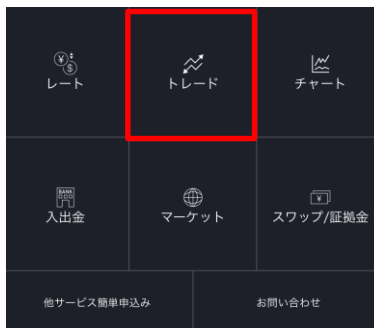 レート
トレード
チャート
BANK
入出金
マーケット
スワップ/証拠金
他サービス簡単申込み
お問い合わせ